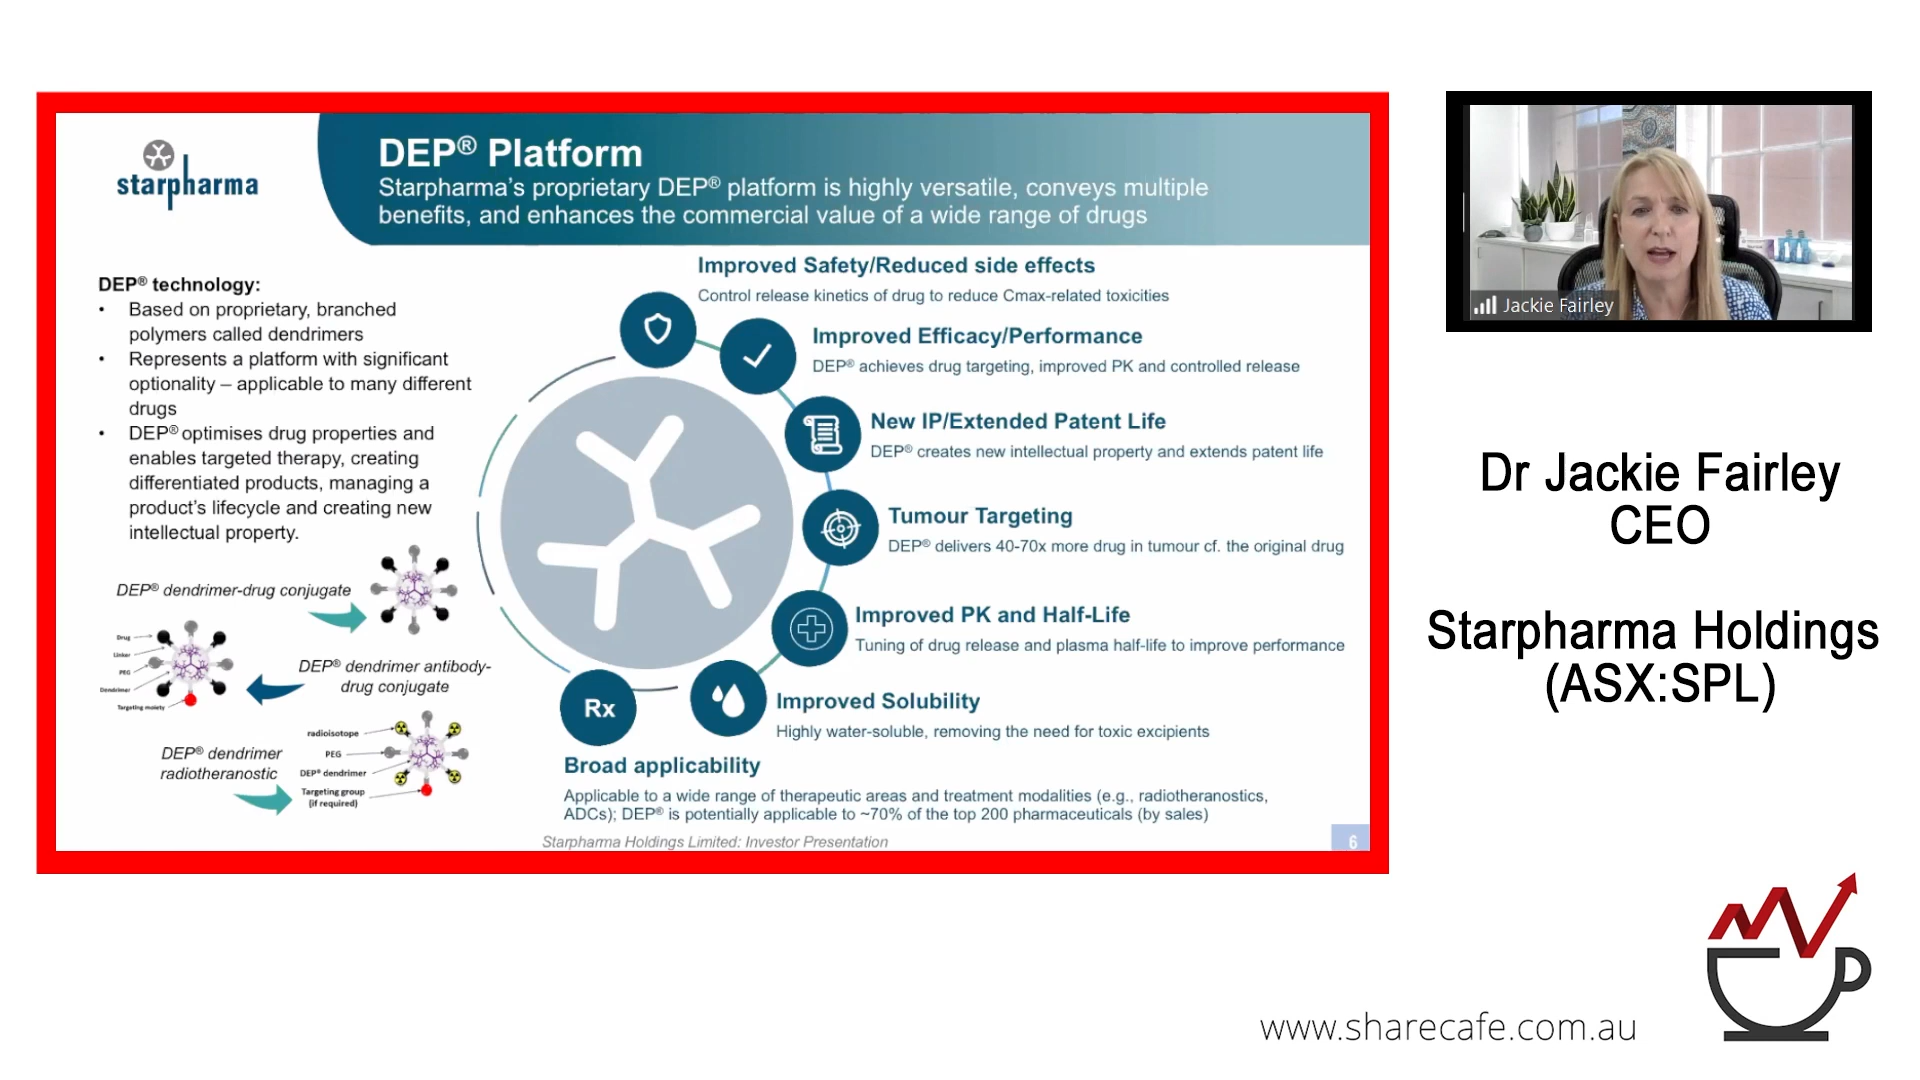 starpharma
DEP® Platform
Starpharma's proprietary DEP® platform is highly versatile, conveys multiple
benefits, and enhances the commercial value of a wide range of drugs
DEP® technology:
• Based on proprietary, branched
polymers called dendrimers
• Represents a platform with significant
optionality – applicable to many different
drugs
• DEP® optimises drug properties and
enables targeted therapy, creating
differentiated products, managing a
product's lifecycle and creating new
intellectual property.
DEP® dendrimer-drug conjugate
Drug
Linker
PEG
Dendrimer
Targeting moiety
DEP® dendrimer antibody-
drug conjugate
DEP® dendrimer
radiotheranostic
radioisotope
PEG
DEP® dendrimer
Targeting group
(if required)
Improved Safety/Reduced side effects
Control release kinetics of drug to reduce Cmax-related toxicities
Improved Efficacy/Performance
DEP® achieves drug targeting, improved PK and controlled release
New IP/Extended Patent Life
DEP® creates new intellectual property and extends patent life
Tumour Targeting
DEP® delivers 40-70x more drug in tumour cf. the original drug
Improved PK and Half-Life
Tuning of drug release and plasma half-life to improve performance
Improved Solubility
Highly water-soluble, removing the need for toxic excipients
Rx
Broad applicability
Applicable to a wide range of therapeutic areas and treatment modalities (e.g., radiotheranostics,
ADCs); DEP® is potentially applicable to ~70% of the top 200 pharmaceuticals (by sales)
Starpharma Holdings Limited: Investor Presentation
6
Jackie Fairley
Dr Jackie Fairley
CEO
Starpharma Holdings
(ASX:SPL)
www.sharecafe.com.au